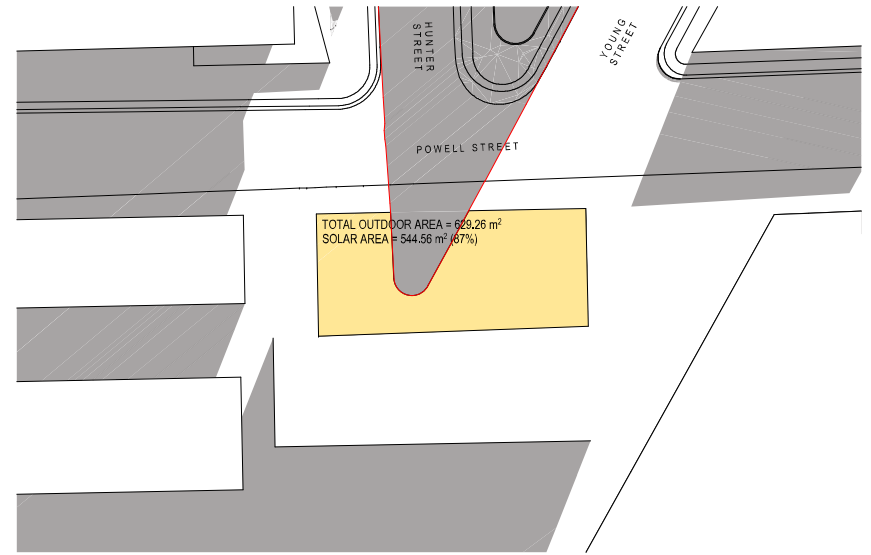 HUNTER
STREET
YOUNG
STREET
POWELL STREET
TOTAL OUTDOOR AREA = 629.26 m²
SOLAR AREA = 544.56 m² (87%)